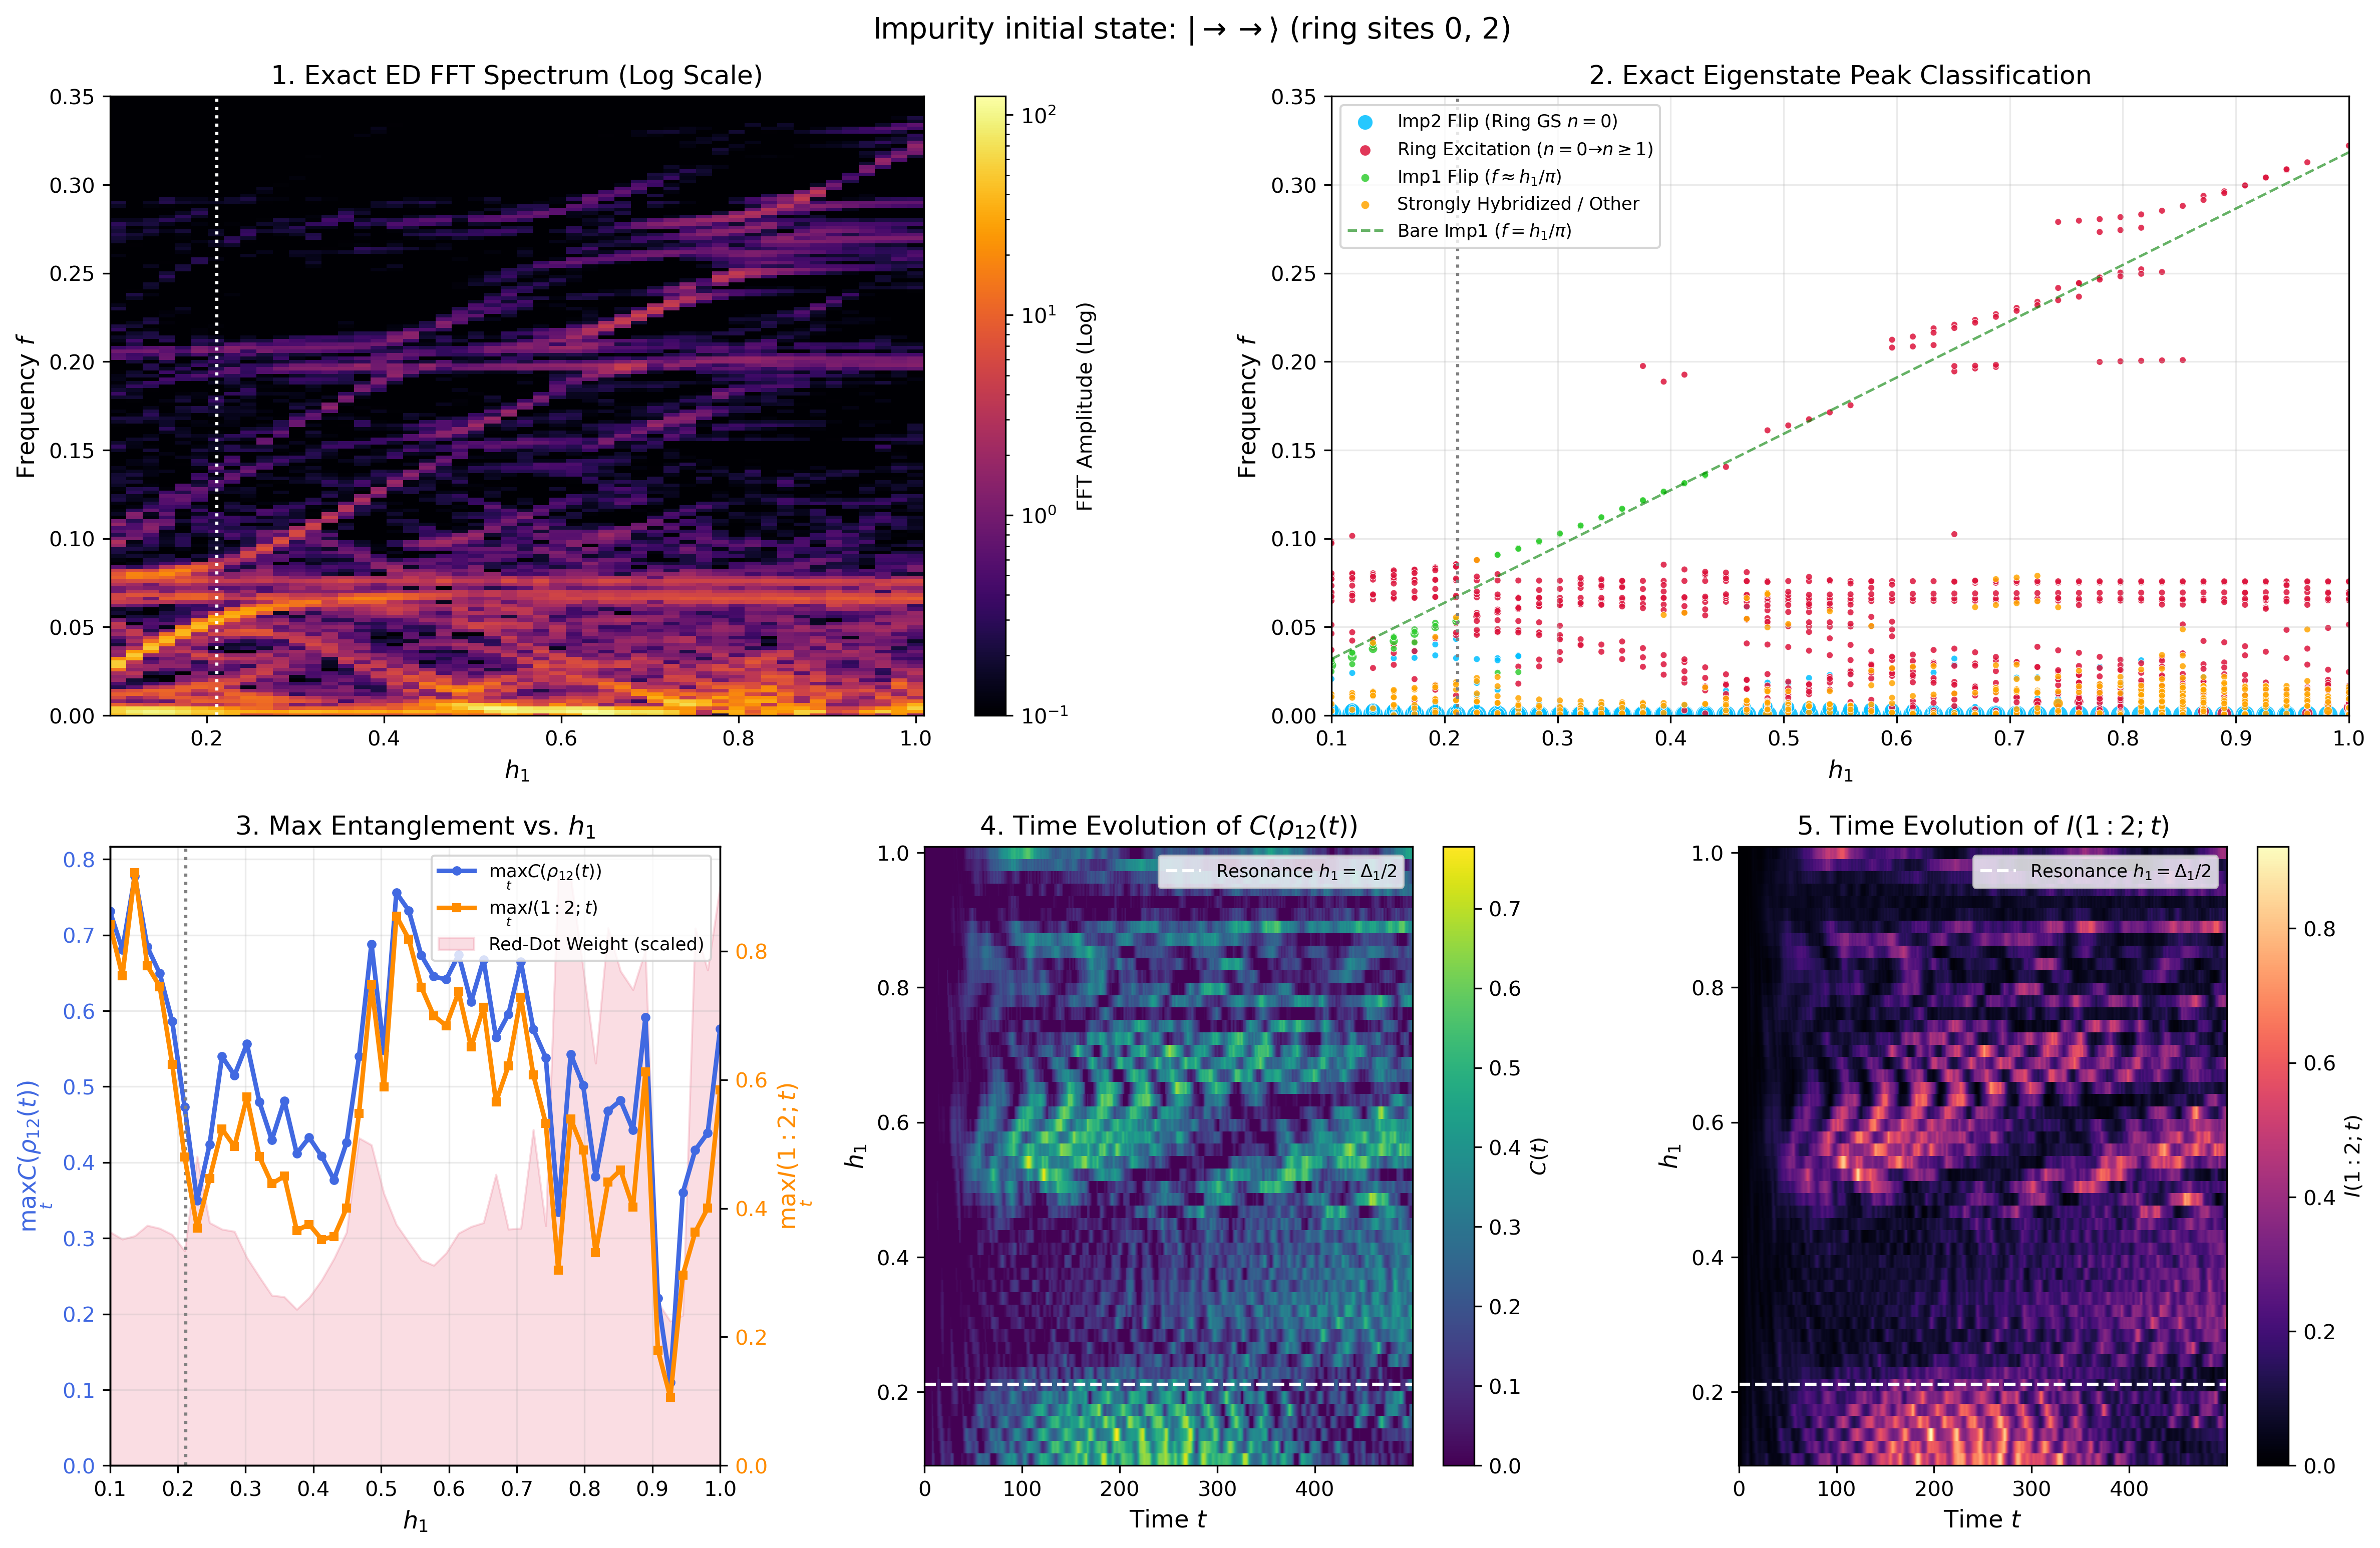 Impurity initial state: |→→⟩ (ring sites 0, 2)
1. Exact ED FFT Spectrum (Log Scale)
Frequency f
0.35
0.30
0.25
0.20
0.15
0.10
0.05
0.00
0.2
0.4
0.6
0.8
1.0
h₁
10²
10¹
10⁰
10⁻¹
FFT Amplitude (Log)
2. Exact Eigenstate Peak Classification
Imp2 Flip (Ring GS n = 0)
Ring Excitation (n = 0→n ≥ 1)
Imp1 Flip (f ≈ h₁/π)
Strongly Hybridized / Other
Bare Imp1 (f = h₁/π)
Frequency f
0.35
0.30
0.25
0.20
0.15
0.10
0.05
0.00
0.1
0.2
0.3
0.4
0.5
0.6
0.7
0.8
0.9
1.0
h₁
3. Max Entanglement vs. h₁
max C(ρ₁₂(t))
t
max I(1 : 2; t)
t
Red-Dot Weight (scaled)
max C(ρ₁₂(t))
t
0.8
0.7
0.6
0.5
0.4
0.3
0.2
0.1
0.0
0.1
0.2
0.3
0.4
0.5
0.6
0.7
0.8
0.9
1.0
h₁
0.8
0.6
0.4
0.2
0.0
max I(1 : 2; t)
t
4. Time Evolution of C(ρ₁₂(t))
Resonance h₁ = Δ₁/2
h₁
1.0
0.8
0.6
0.4
0.2
0
100
200
300
400
Time t
0.7
0.6
0.5
0.4
0.3
0.2
0.1
0.0
C(t)
5. Time Evolution of I(1 : 2; t)
Resonance h₁ = Δ₁/2
h₁
1.0
0.8
0.6
0.4
0.2
0
100
200
300
400
Time t
0.8
0.6
0.4
0.2
0.0
I(1 : 2; t)